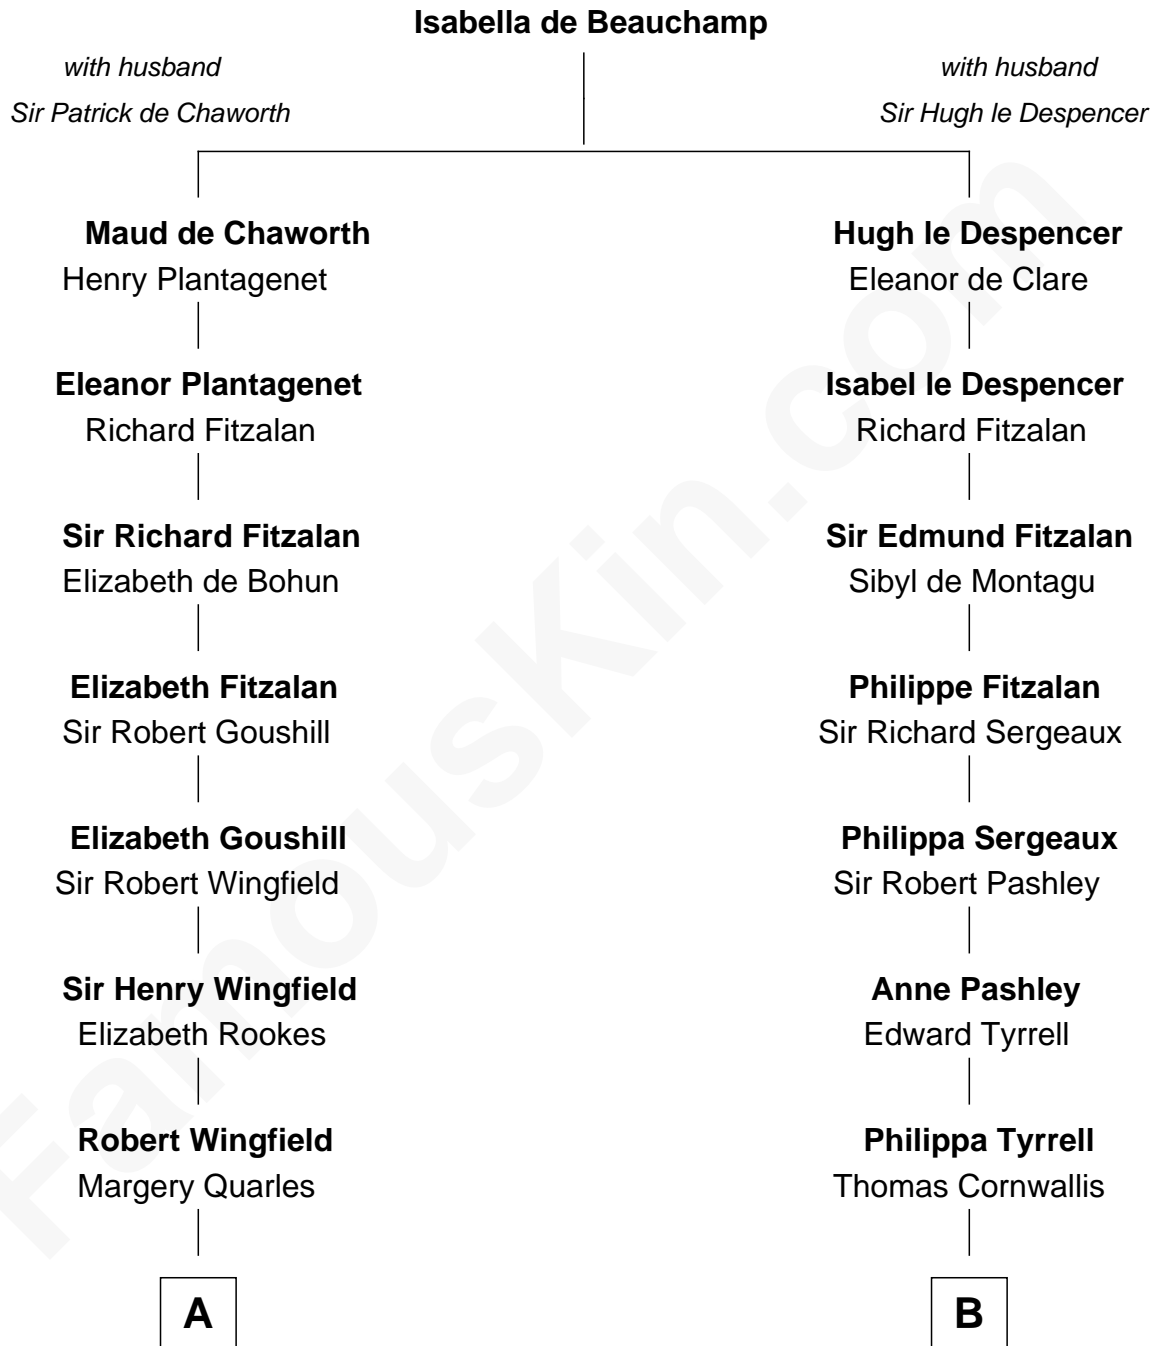 Isabella de Beauchamp
with husband
Sir Patrick de Chaworth
with husband
Sir Hugh le Despencer
Maud de Chaworth
Henry Plantagenet
Hugh le Despencer
Eleanor de Clare
Eleanor Plantagenet
Richard Fitzalan
Isabel le Despencer
Richard Fitzalan
Sir Richard Fitzalan
Elizabeth de Bohun
Sir Edmund Fitzalan
Sibyl de Montagu
Elizabeth Fitzalan
Sir Robert Goushill
Philippe Fitzalan
Sir Richard Sergeaux
Elizabeth Goushill
Sir Robert Wingfield
Philippa Sergeaux
Sir Robert Pashley
Sir Henry Wingfield
Elizabeth Rookes
Anne Pashley
Edward Tyrrell
Robert Wingfield
Margery Quarles
Philippa Tyrrell
Thomas Cornwallis
A
B
FamousKin.com